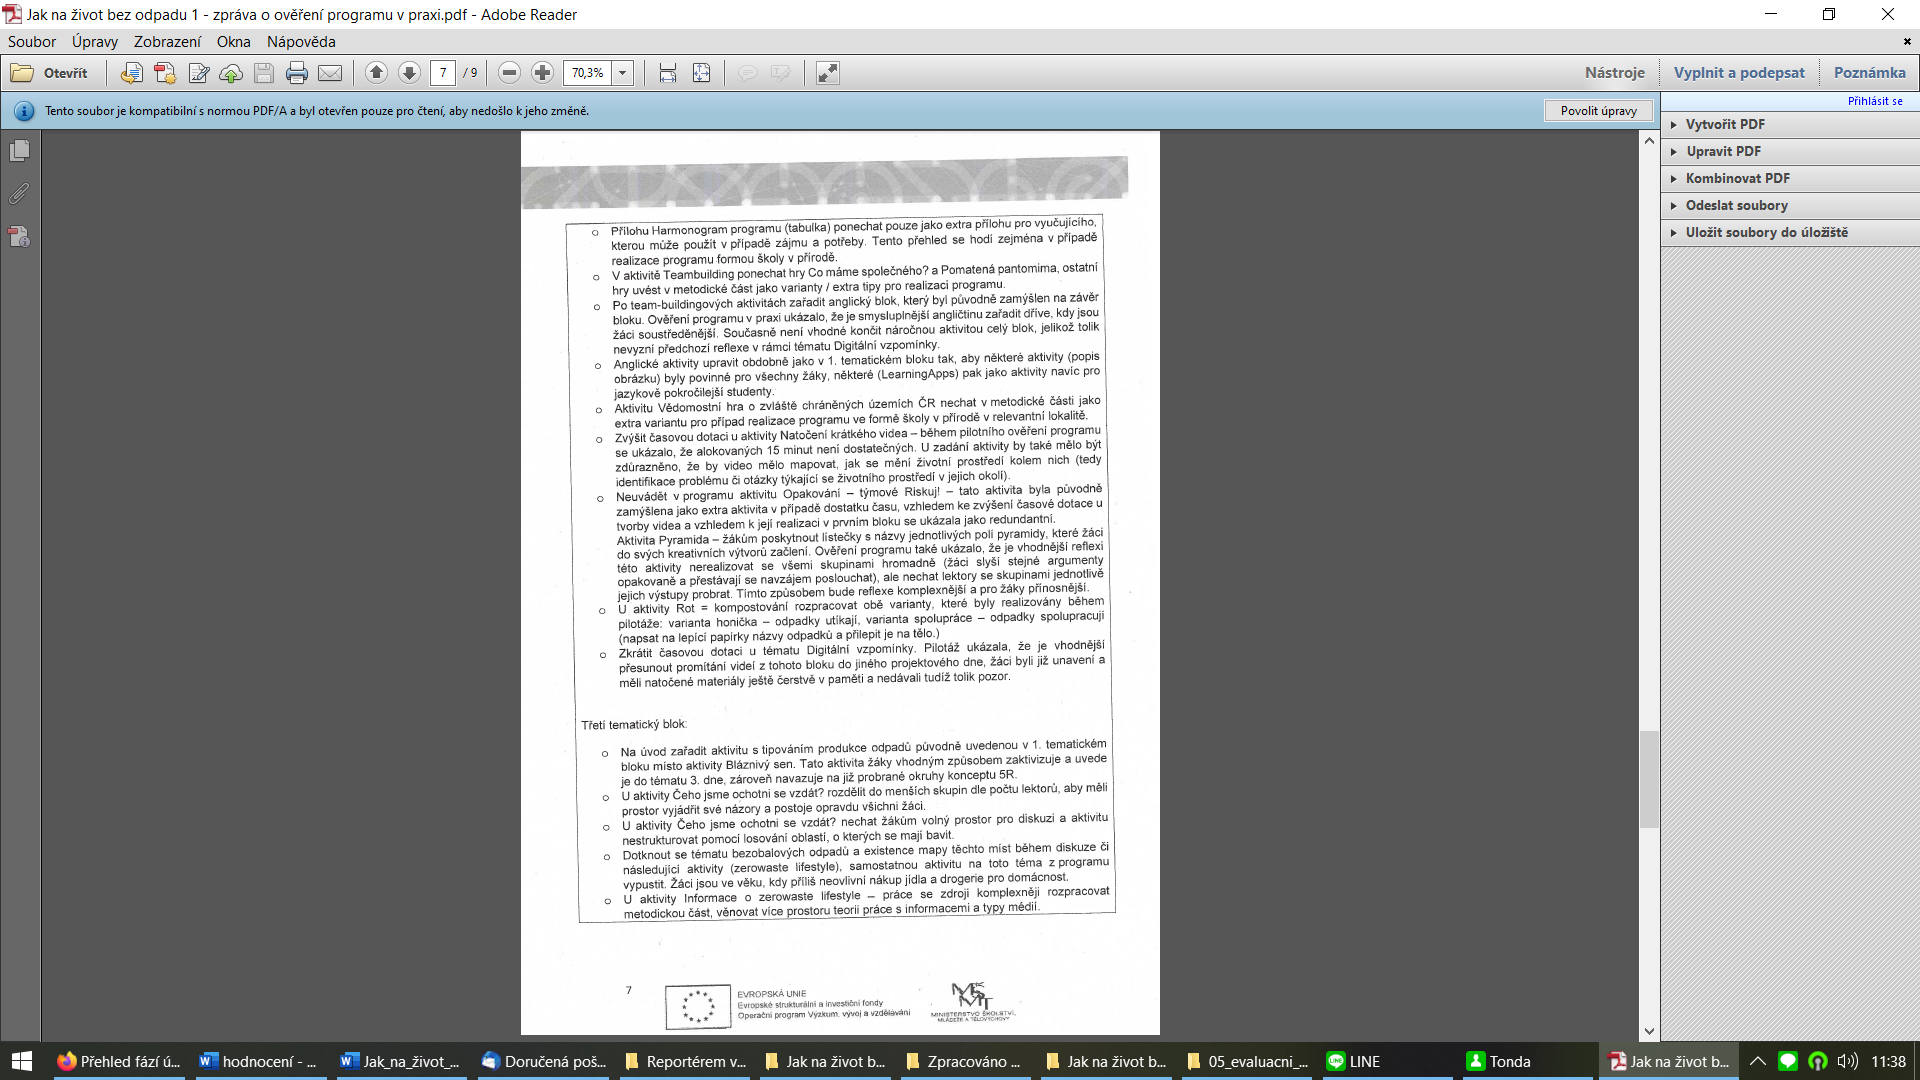 Jak na život bez odpadu 1 - zpráva o ověření programu v praxi.pdf - Adobe Reader
Soubor Úpravy Zobrazení Okna Nápověda
Otevřít 7 / 9 70,3% Nástroje Vyplnit a podepsat Poznámka
Tento soubor je kompatibilní s normou PDF/A a byl otevřen pouze pro čtení, aby nedošlo k jeho změně. Povolit úpravy
Přihlásit se
Vytvořit PDF
Upravit PDF
Kombinovat PDF
Odeslat soubory
Uložit soubory do úložiště
o Přílohu Harmonogram programu (tabulka) ponechat pouze jako extra přílohu pro vyučujícího,
kterou může použít v případě zájmu a potřeby. Tento přehled se hodí zejména v případě
realizace programu formou školy v přírodě.
o V aktivitě Teambuilding ponechat hry Co máme společného? a Pomatená pantomima, ostatní
hry uvést v metodické část jako varianty / extra tipy pro realizaci programu.
o Po team-buildingových aktivitách zařadit anglický blok, který byl původně zamýšlen na závěr
bloku. Ověření programu v praxi ukázalo, že je smysluplnější angličtinu zařadit dříve, kdy jsou
žáci soustředěnější. Současně není vhodné končit náročnou aktivitou celý blok, jelikož tolik
nevyzní předchozí reflexe v rámci tématu Digitální vzpomínky.
o Anglické aktivity upravit obdobně jako v 1. tematickém bloku tak, aby některé aktivity (popis
obrázku) byly povinné pro všechny žáky, některé (LearningApps) pak jako aktivity navíc pro
jazykově pokročilejší studenty.
o Aktivitu Vědomostní hra o zvláště chráněných územích ČR nechat v metodické části jako
extra variantu pro případ realizace programu ve formě školy v přírodě v relevantní lokalitě.
o Zvýšit časovou dotaci u aktivity Natočení krátkého videa – během pilotního ověření programu
se ukázalo, že alokovaných 15 minut není dostatečných. U zadání aktivity by také mělo být
zdůrazněno, že by video mělo mapovat, jak se mění životní prostředí kolem nich (tedy
identifikace problému či otázky týkající se životního prostředí v jejich okolí).
o Neuvádět v programu aktivitu Opakování – týmové Riskuj! – tato aktivita byla původně
zamýšlena jako extra aktivita v případě dostatku času, vzhledem ke zvýšení časové dotace u
tvorby videa a vzhledem k její realizaci v prvním bloku se ukázala jako redundantní.
Aktivita Pyramida – žákům poskytnout lístečky s názvy jednotlivých polí pyramidy, které žáci
do svých kreativních výtvorů začlení. Ověření programu také ukázalo, že je vhodnější reflexi
této aktivity nerealizovat se všemi skupinami hromadně (žáci slyší stejné argumenty
opakovaně a přestávají se navzájem poslouchat), ale nechat lektory se skupinami jednotlivě
jejich výstupy probrat. Tímto způsobem bude reflexe komplexnější a pro žáky přínosnější.
o U aktivity Rot = kompostování rozpracovat obě varianty, které byly realizovány během
pilotáže: varianta honička – odpadky utíkají, varianta spolupráce – odpadky spolupracují
(napsat na lepící papírky názvy odpadků a přilepit je na tělo.)
o Zkrátit časovou dotaci u tématu Digitální vzpomínky. Pilotáž ukázala, že je vhodnější
přesunout promítání videí z tohoto bloku do jiného projektového dne, žáci byli již unavení a
měli natočené materiály ještě čerstvě v paměti a nedávali tudíž tolik pozor.
Třetí tematický blok:
o Na úvod zařadit aktivitu s tipováním produkce odpadů původně uvedenou v 1. tematickém
bloku místo aktivity Bláznivý sen. Tato aktivita žáky vhodným způsobem zaktivizuje a uvede
je do tématu 3. dne, zároveň navazuje na již probrané okruhy konceptu 5R.
o U aktivity Čeho jsme ochotni se vzdát? rozdělit do menších skupin dle počtu lektorů, aby měli
prostor vyjádřit své názory a postoje opravdu všichni žáci.
o U aktivity Čeho jsme ochotni se vzdát? nechat žákům volný prostor pro diskuzi a aktivitu
nestrukturovat pomocí losování oblastí, o kterých se mají bavit.
o Dotknout se tématu bezobalových odpadů a existence mapy těchto míst během diskuze či
následující aktivity (zerowaste lifestyle), samostatnou aktivitu na toto téma z programu
vypustit. Žáci jsou ve věku, kdy příliš neovlivní nákup jídla a drogerie pro domácnost.
o U aktivity Informace o zerowaste lifestyle – práce se zdroji komplexněji rozpracovat
metodickou část, věnovat více prostoru teorii práce s informacemi a typy médií.
7
EVROPSKÁ UNIE
Evropské strukturální a investiční fondy
Operační program Výzkum, vývoj a vzdělávání
MŠMT
MINISTERSTVO ŠKOLSTVÍ,
MLÁDEŽE A TĚLOVÝCHOVY
Přehled fází ú... hodnocení - ... Jak_na_život_... Doručená poš... Reportérem v... Jak na život b... Zpracováno ... Jak na život b... 05_evaluacni_... LINE Tonda Jak na život b... 11:38